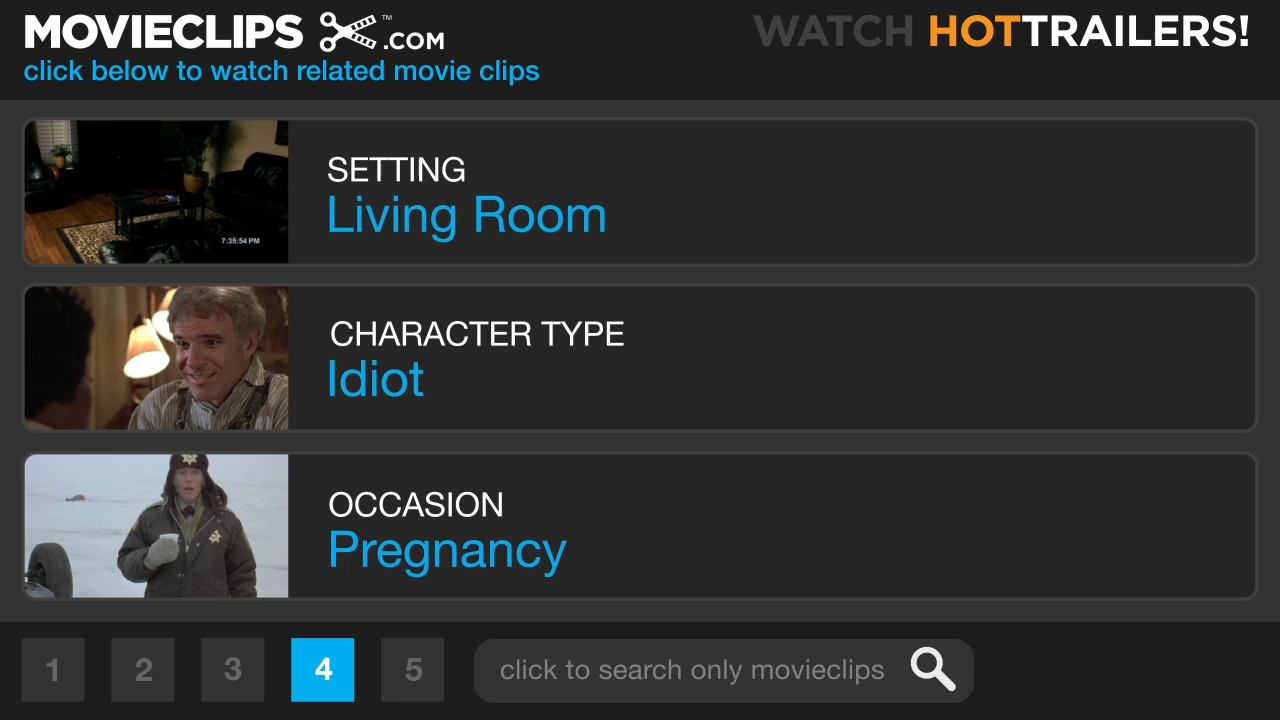 MOVIECLIPS ™ .COM
WATCH HOTTRAILERS!
click below to watch related movie clips
7:35:54 PM
SETTING
Living Room
CHARACTER TYPE
Idiot
OCCASION
Pregnancy
1 2 3 4 5
click to search only movieclips